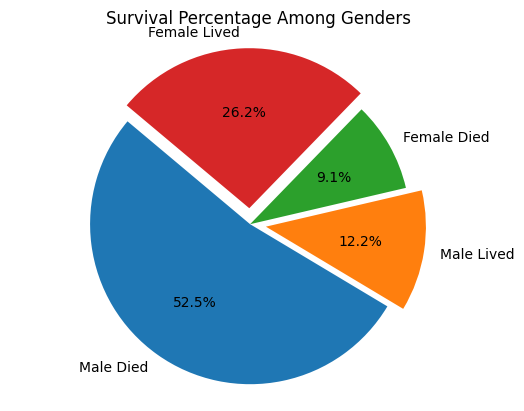 Survival Percentage Among Genders
Female Lived
26.2%
Female Died
9.1%
12.2%
Male Lived
52.5%
Male Died